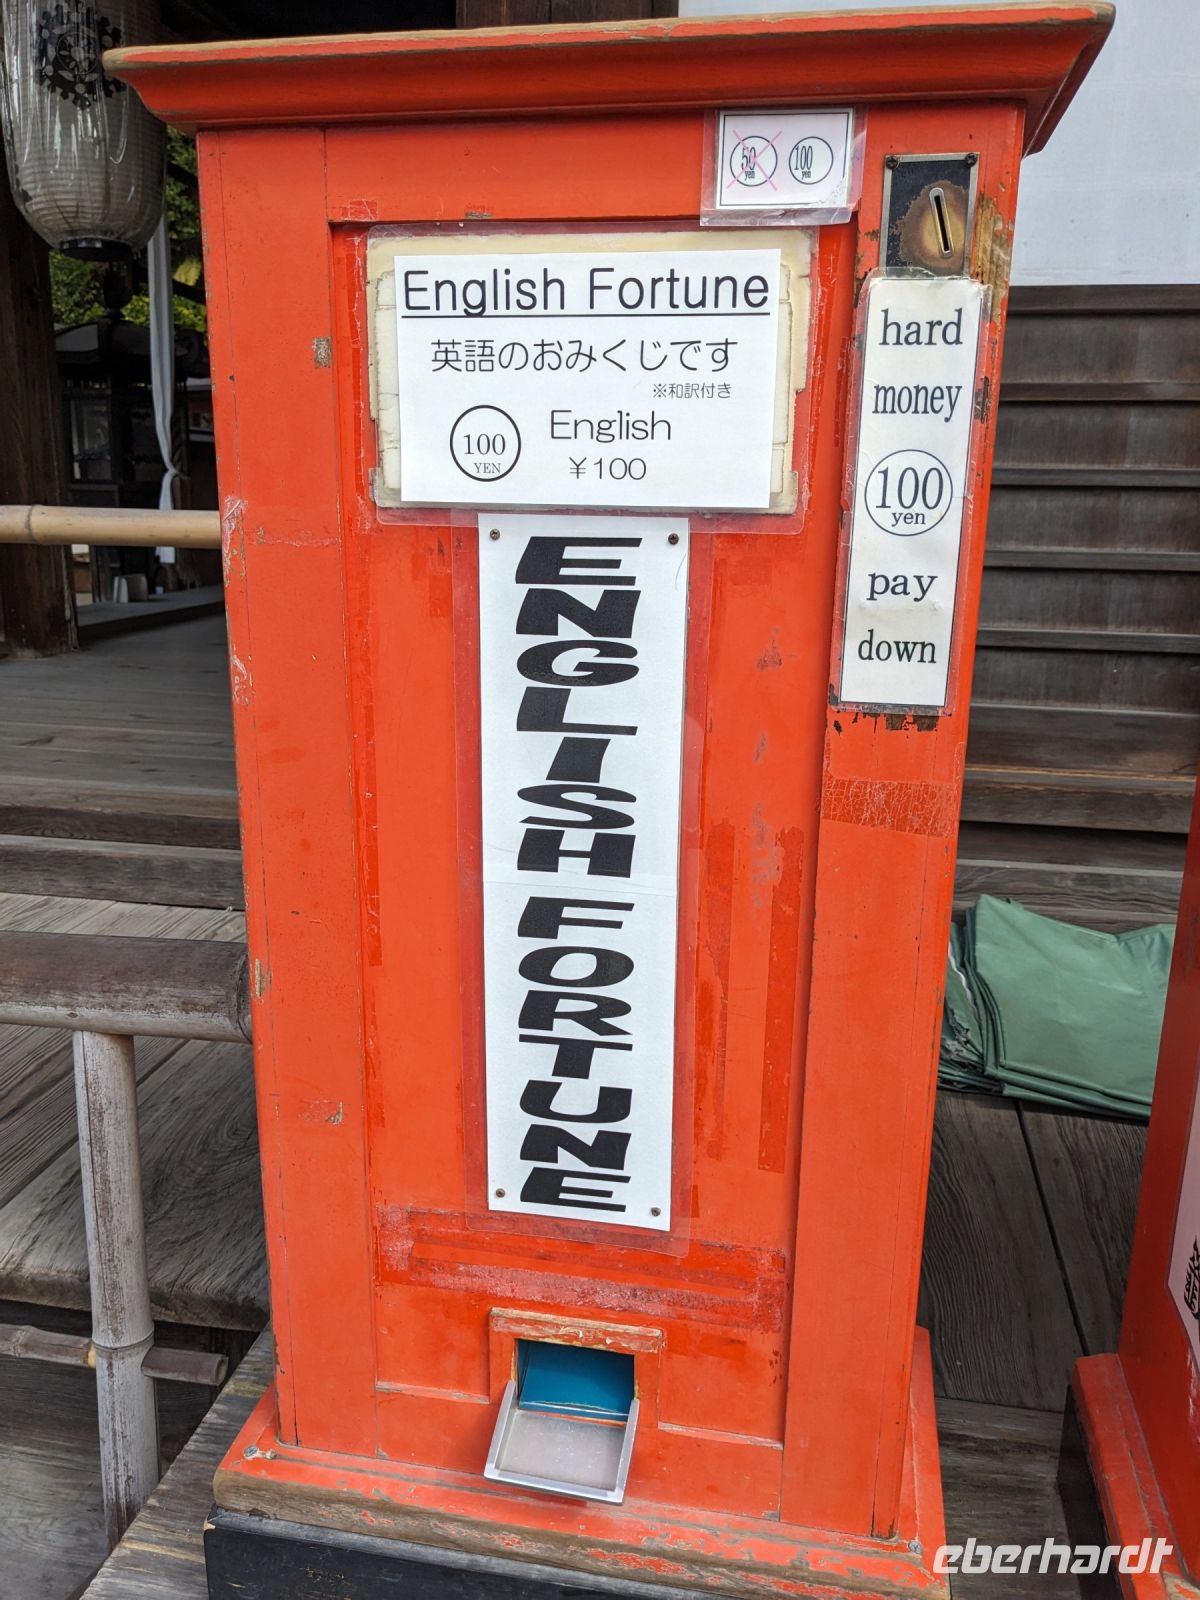 50
yen
100
yen
English Fortune
英語のおみくじです
※和訳付き
100
YEN
English
¥100
hard
money
100
yen
pay
down
ENGLISH FORTUNE
eberhardt